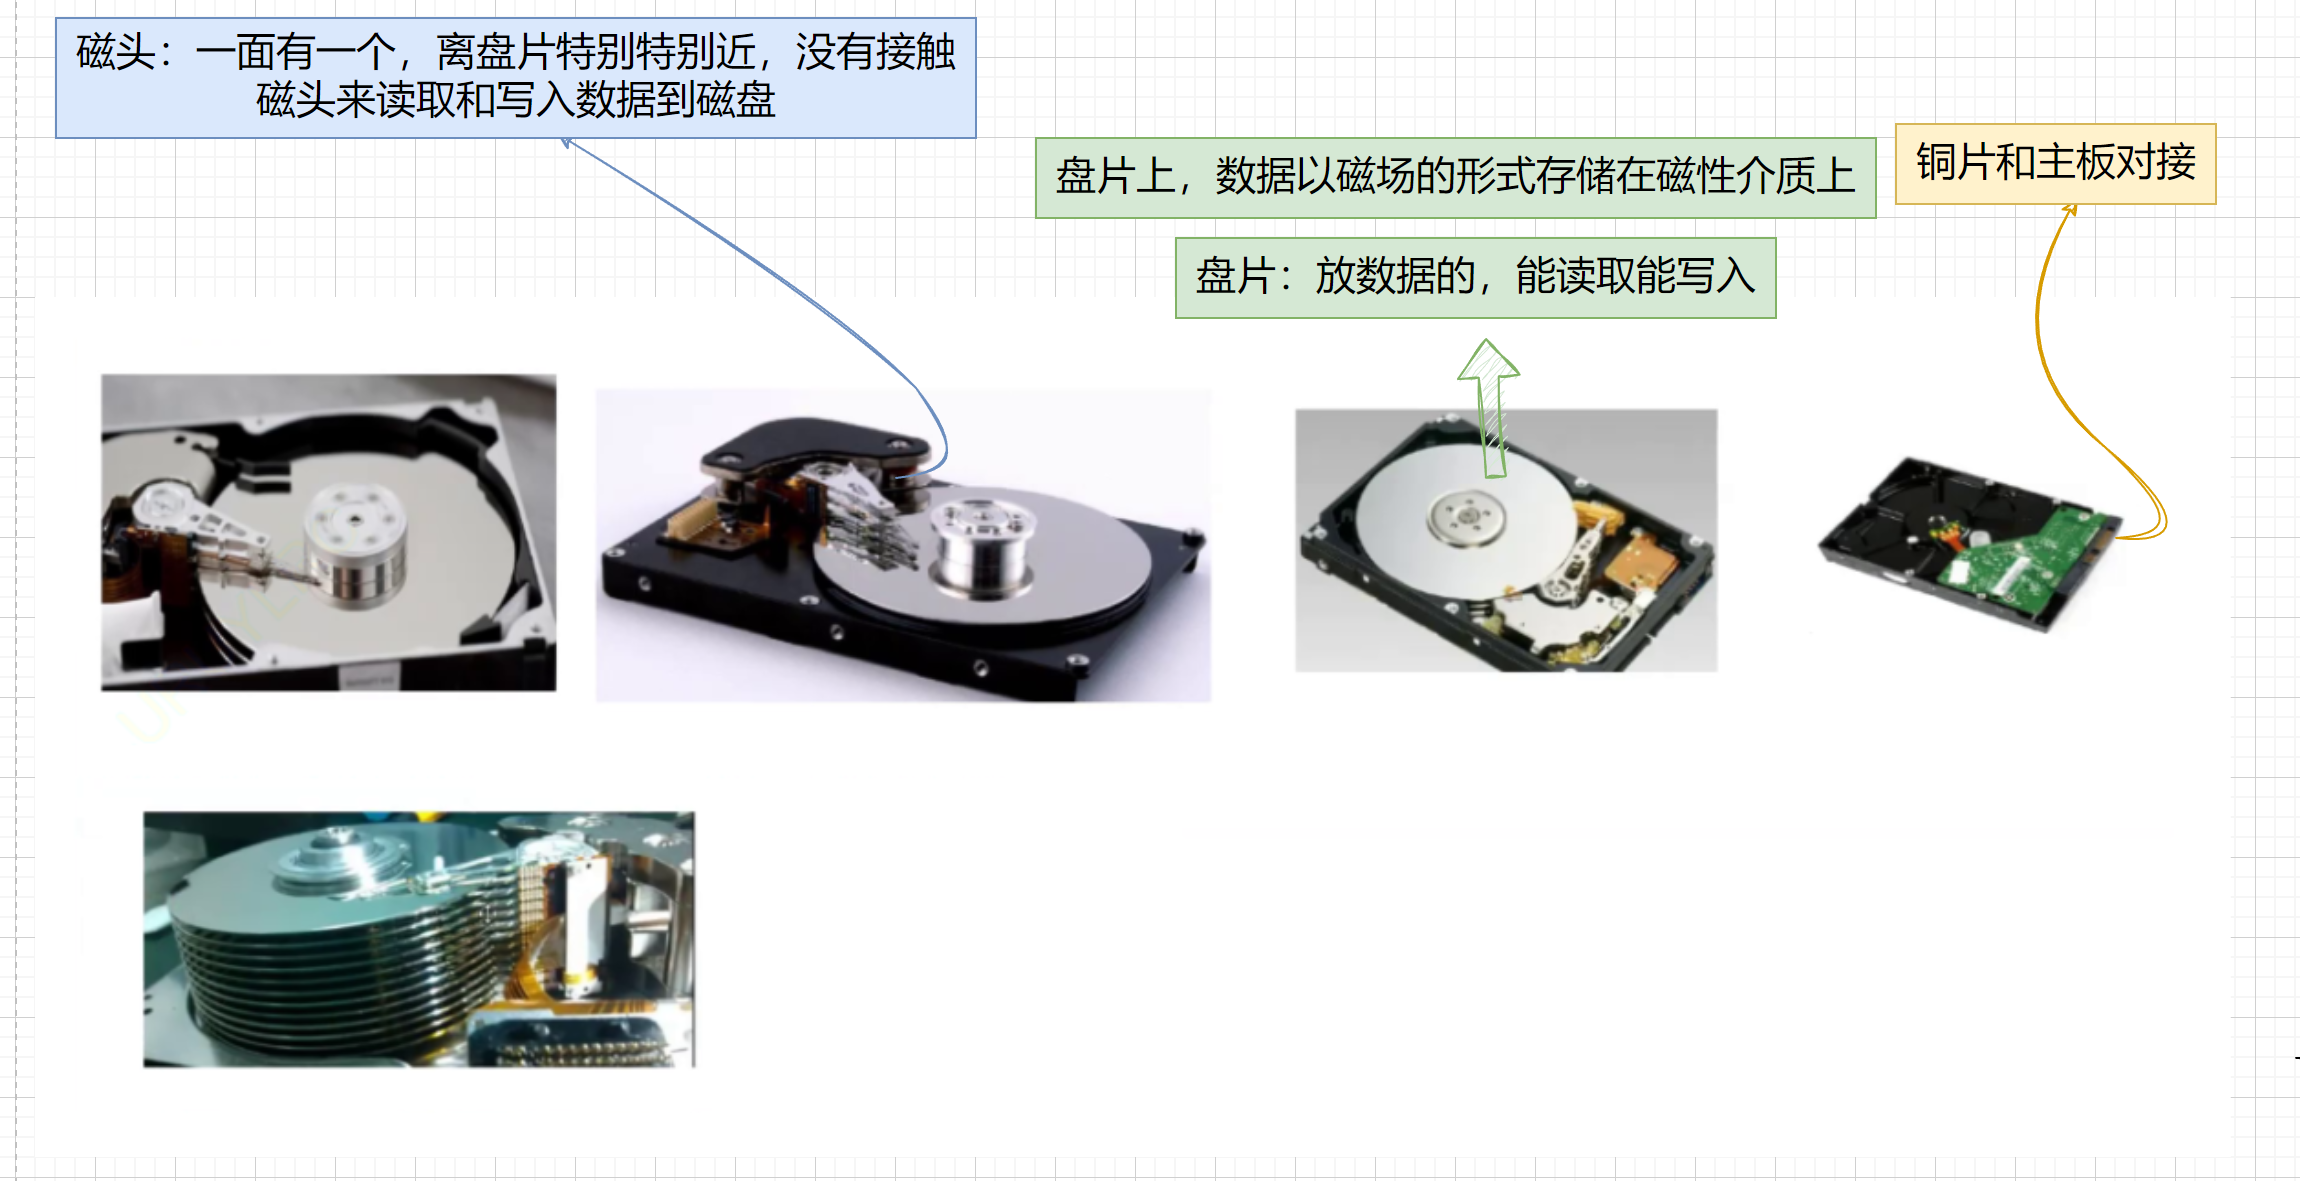 磁头：一面有一个，离盘片特别特别近，没有接触
磁头来读取和写入数据到磁盘
盘片上，数据以磁场的形式存储在磁性介质上
铜片和主板对接
盘片：放数据的，能读取能写入